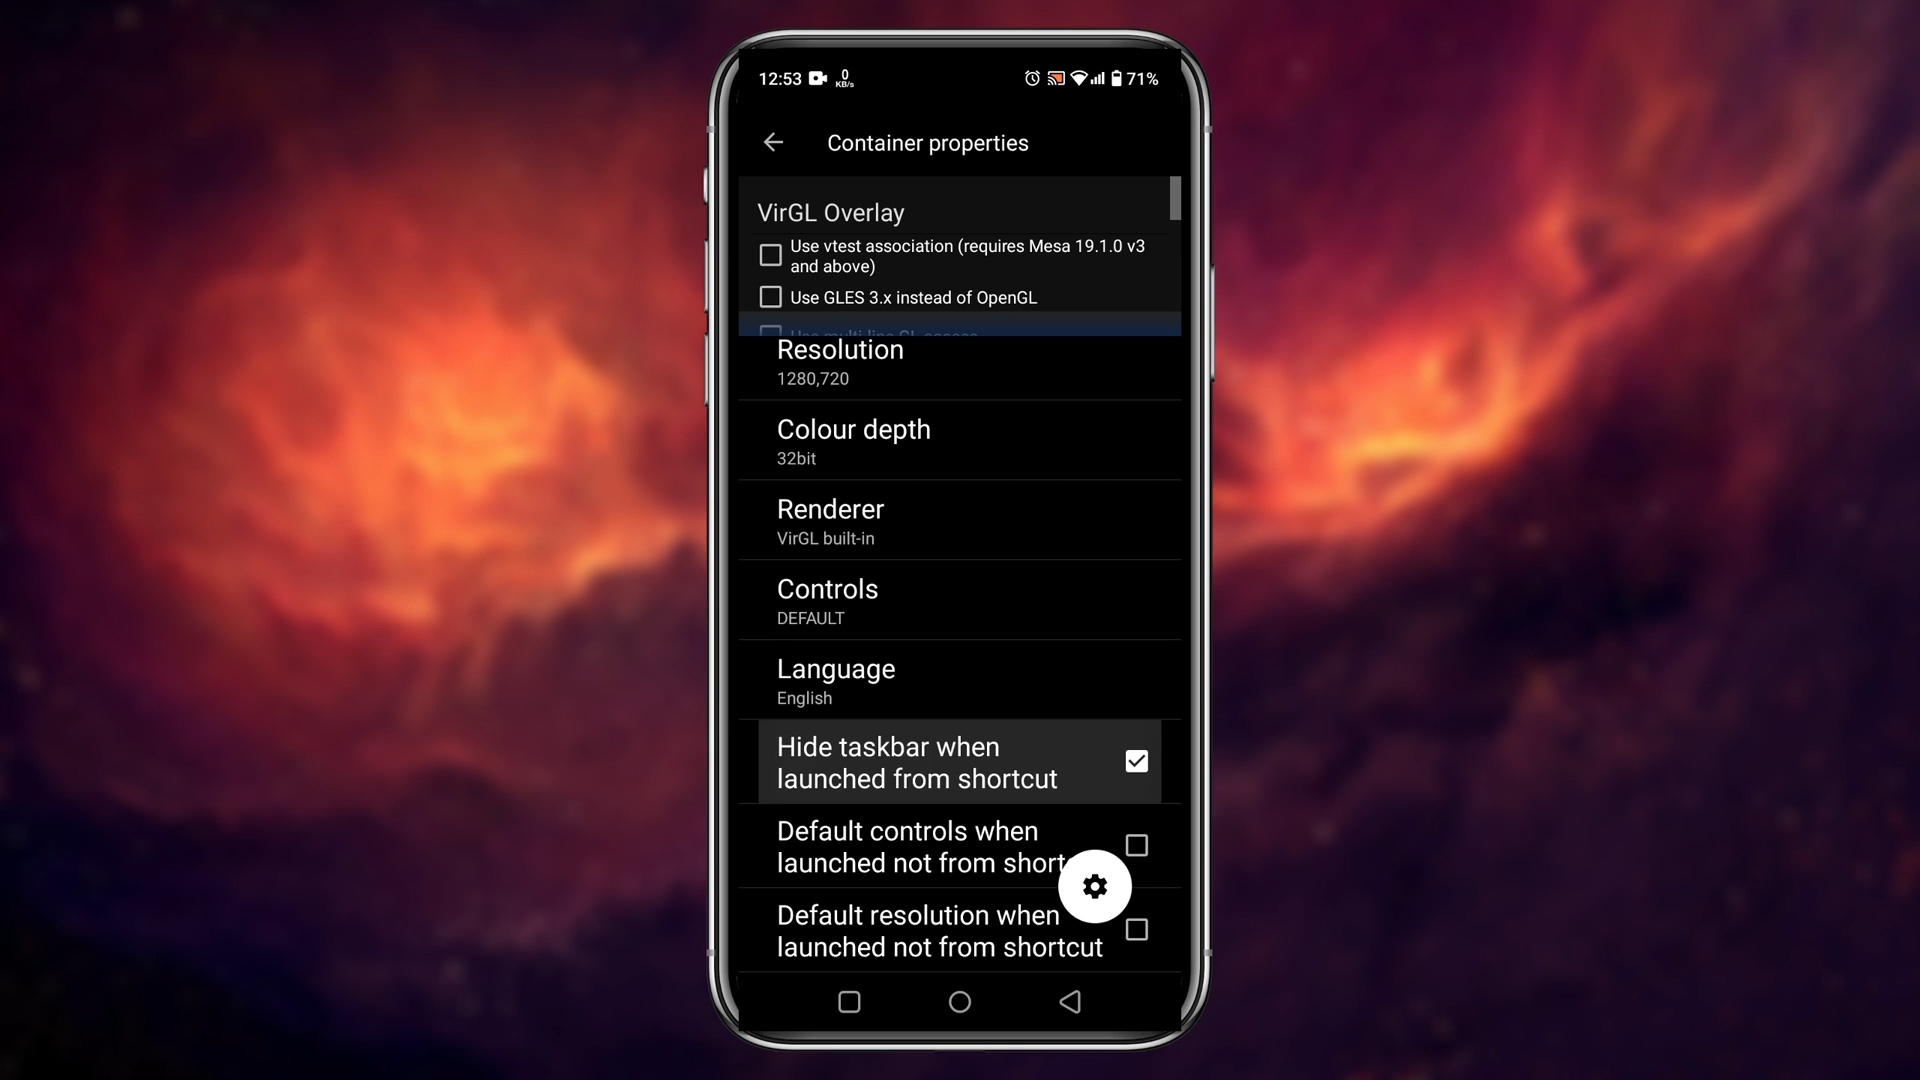 12:53 0 KB/s 71%
Container properties
VirGL Overlay
Use vtest association (requires Mesa 19.1.0 v3
and above)
Use GLES 3.x instead of OpenGL
Resolution
1280,720
Colour depth
32bit
Renderer
VirGL built-in
Controls
DEFAULT
Language
English
Hide taskbar when
launched from shortcut
Default controls when
launched not from short
Default resolution when
launched not from shortcut